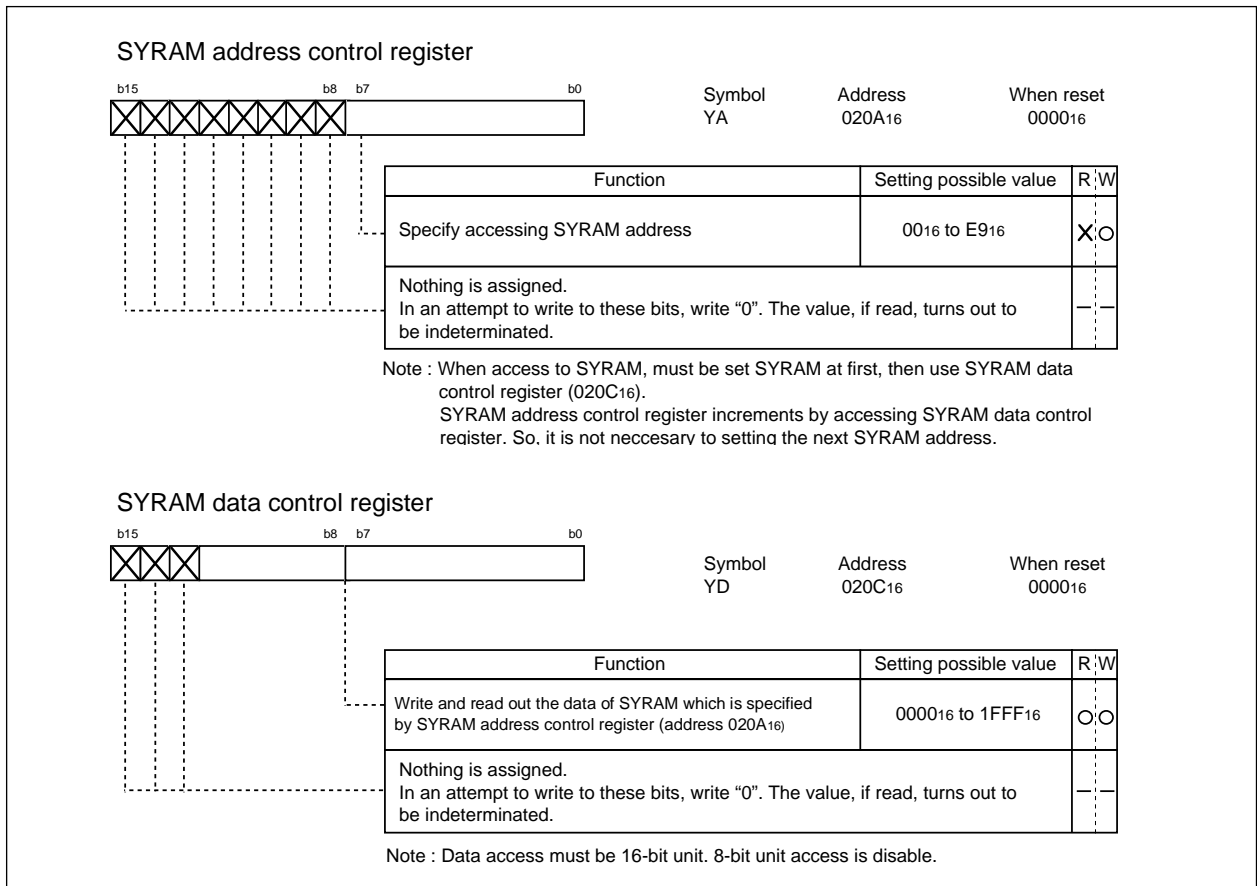 SYRAM address control register
b15 b8 b7 b0
Symbol Address When reset
YA 020A16 000016
Function Setting possible value R W
Specify accessing SYRAM address 0016 to E916 X O
Nothing is assigned.
In an attempt to write to these bits, write “0”. The value, if read, turns out to
be indeterminated.
– –
Note : When access to SYRAM, must be set SYRAM at first, then use SYRAM data
control register (020C16).
SYRAM address control register increments by accessing SYRAM data control
register. So, it is not neccesary to setting the next SYRAM address.
SYRAM data control register
b15 b8 b7 b0
Symbol Address When reset
YD 020C16 000016
Function Setting possible value R W
Write and read out the data of SYRAM which is specified
by SYRAM address control register (address 020A16)
000016 to 1FFF16 O O
Nothing is assigned.
In an attempt to write to these bits, write “0”. The value, if read, turns out to
be indeterminated.
– –
Note : Data access must be 16-bit unit. 8-bit unit access is disable.